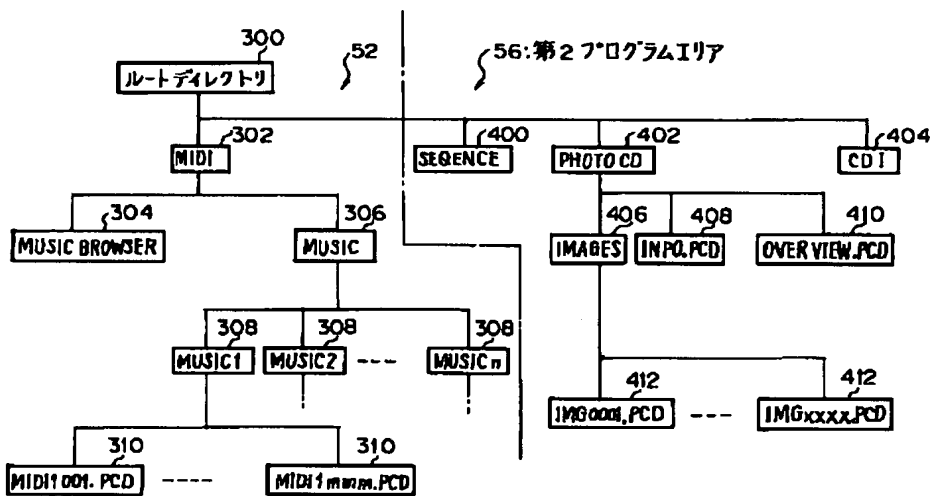 300
ルートディレクトリ
52
56:第2プログラムエリア
302
MIDI
400
SEQENCE
402
PHOTO CD
404
CDI
304
MUSIC BROWSER
306
MUSIC
406
IMAGES
408
INFO.PCD
410
OVERVIEW.PCD
308
MUSIC1
308
MUSIC2
----
308
MUSICn
412
IMG0001.PCD
---
412
IMGxxxx.PCD
310
MIDI1001.PCD
----
310
MIDI1mmm.PCD